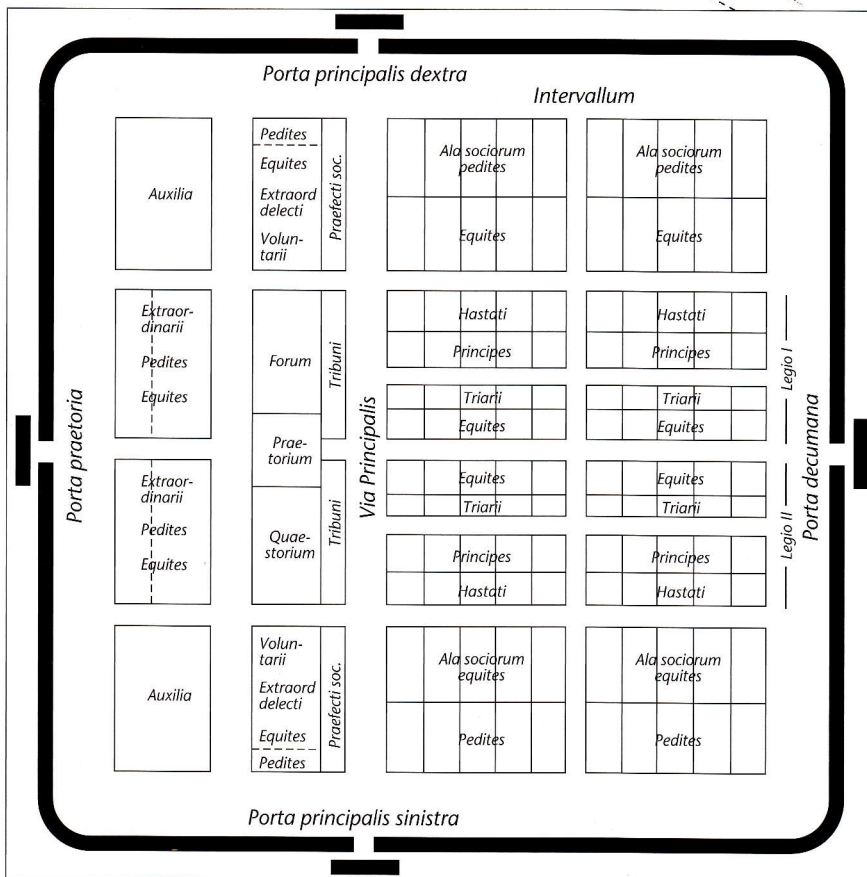 Porta principalis dextra
Intervallum
Auxilia
Pedites
Equites
Extraord
delecti
Volun-
tarii
Praefecti soc.
Ala sociorum
pedites
Equites
Ala sociorum
pedites
Equites
Extraor-
dinarii
Pedites
Equites
Forum
Tribuni
Hastati
Principes
Triarii
Equites
Hastati
Principes
Triarii
Equites
Legio I
Porta praetoria
Prae-
torium
Via Principalis
Porta decumana
Extraor-
dinarii
Pedites
Equites
Quae-
storium
Tribuni
Equites
Triarii
Principes
Hastati
Equites
Triarii
Principes
Hastati
Legio II
Auxilia
Volun-
tarii
Extraord
delecti
Equites
Pedites
Praefecti soc.
Ala sociorum
equites
Pedites
Ala sociorum
equites
Pedites
Porta principalis sinistra